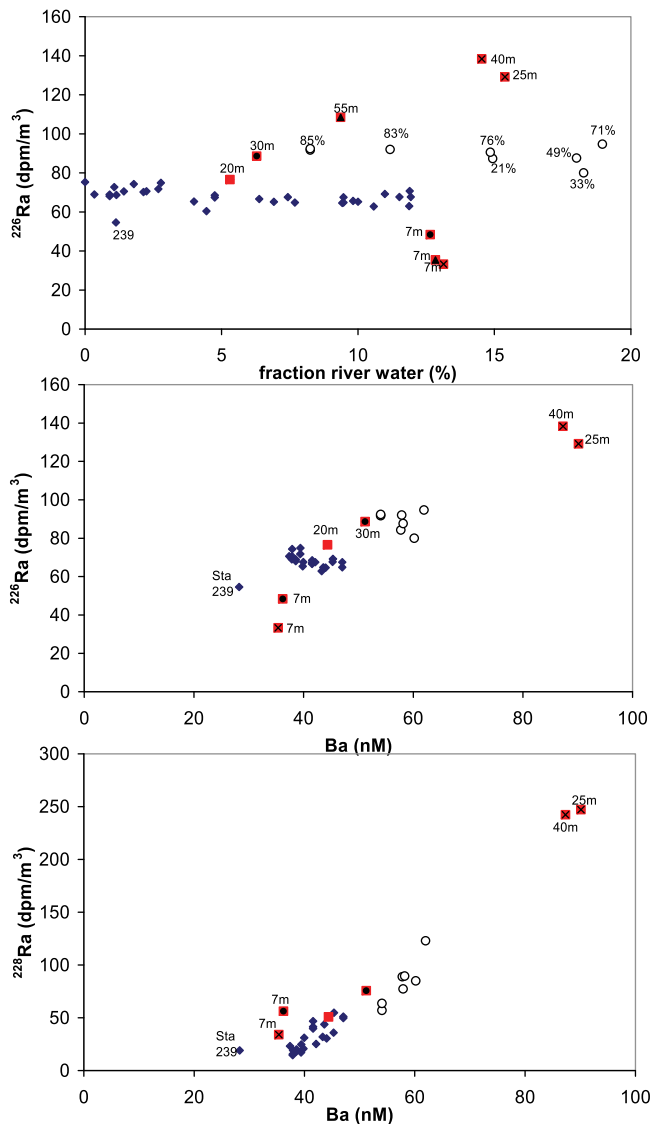 160
140
120
100
80
60
40
20
0
²²⁶Ra (dpm/m³)
40m
25m
55m
30m
20m
85%
83%
76%
21%
71%
49%
33%
239
7m
7m
7m
0 5 10 15 20
fraction river water (%)
160
140
120
100
80
60
40
20
0
²²⁶Ra (dpm/m³)
40m
25m
20m
30m
Sta
239
7m
7m
0 20 40 60 80 100
Ba (nM)
300
250
200
150
100
50
0
²²⁸Ra (dpm/m³)
25m
40m
7m
7m
Sta
239
0 20 40 60 80 100
Ba (nM)